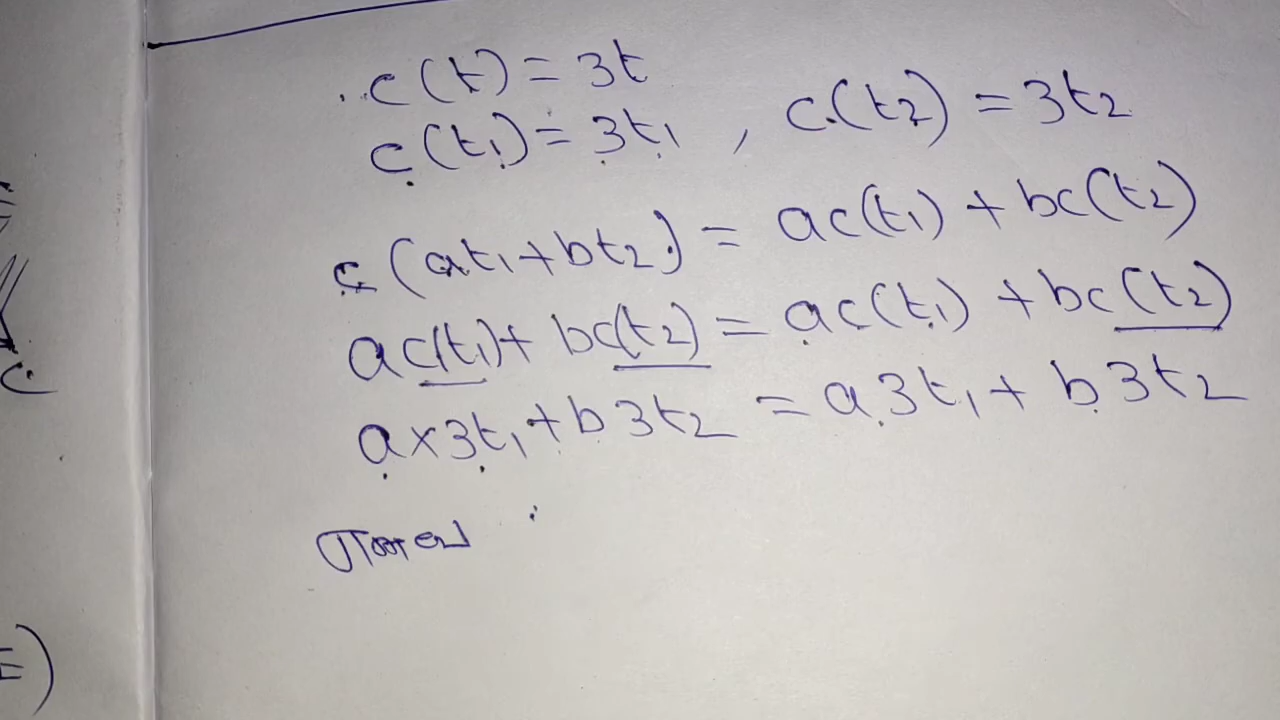 c(t) = 3t
c(t₁) = 3t₁ , c(t₂) = 3t₂
c(at₁+bt₂) = ac(t₁) + bc(t₂)
ac(t₁)+ bc(t₂) = ac(t₁) + bc(t₂)
a×3t₁+b3t₂ = a3t₁+ b3t₂